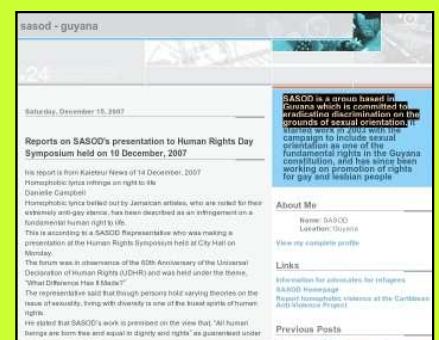 sasod - guyana
.24
Saturday, December 15, 2007
Reports on SASOD's presentation to Human Rights Day
Symposium held on 10 December, 2007
his report is from Kaieteur News of 14 December, 2007
Homophobic lyrics infringe on right to life
Danielle Campbell
Homophobic lyrics belted out by Jamaican artistes, who are noted for their
extremely anti-gay stance, has been described as an infringement on a
fundamental human right to life.
This is according to a SASOD Representative who was making a
presentation at the Human Rights Symposium held at City Hall on
Monday.
The forum was in observance of the 60th Anniversary of the Universal
Declaration of Human Rights (UDHR) and was held under the theme,
"What Difference Has It Made?"
The representative said that though persons hold varying theories on the
issue of sexuality, living with diversity is one of the truest spirits of human
rights.
He stated that SASOD's work is premised on the view that, "All human
beings are born free and equal in dignity and rights" as guaranteed under
SASOD is a group based in
Guyana which is committed to
eradicating discrimination on the
grounds of sexual orientation. It
started work in 2003 with the
campaign to include sexual
orientation as one of the
fundamental rights in the Guyana
constitution, and has since been
working on promotion of rights
for gay and lesbian people
About Me
Name: SASOD
Location: Guyana
View my complete profile
Links
Information for advocates for refugees
SASOD Homepage
Report homophobic violence at the Caribbean
Anti-Violence Project
Previous Posts